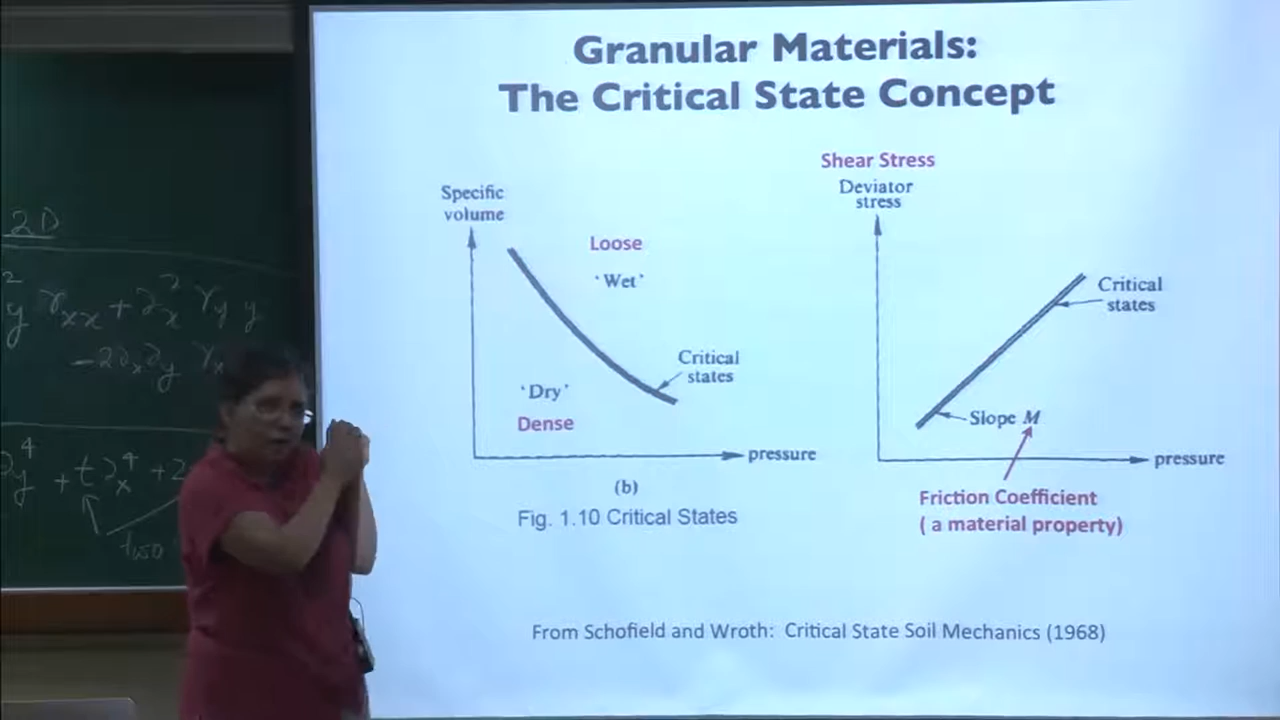 Granular Materials:
The Critical State Concept
Specific
volume
Loose
'Wet'
Critical
states
'Dry'
Dense
pressure
(b)
Fig. 1.10 Critical States
Shear Stress
Deviator
stress
Critical
states
Slope M
pressure
Friction Coefficient
( a material property)
From Schofield and Wroth: Critical State Soil Mechanics (1968)
2D
two